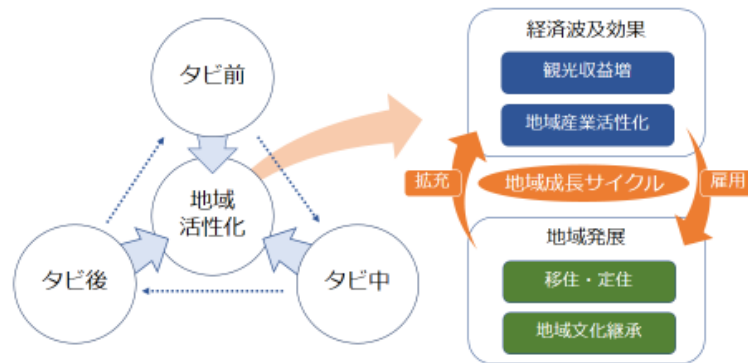 タビ前
地域
活性化
タビ後
タビ中
経済波及効果
観光収益増
地域産業活性化
拡充
地域成長サイクル
雇用
地域発展
移住・定住
地域文化継承